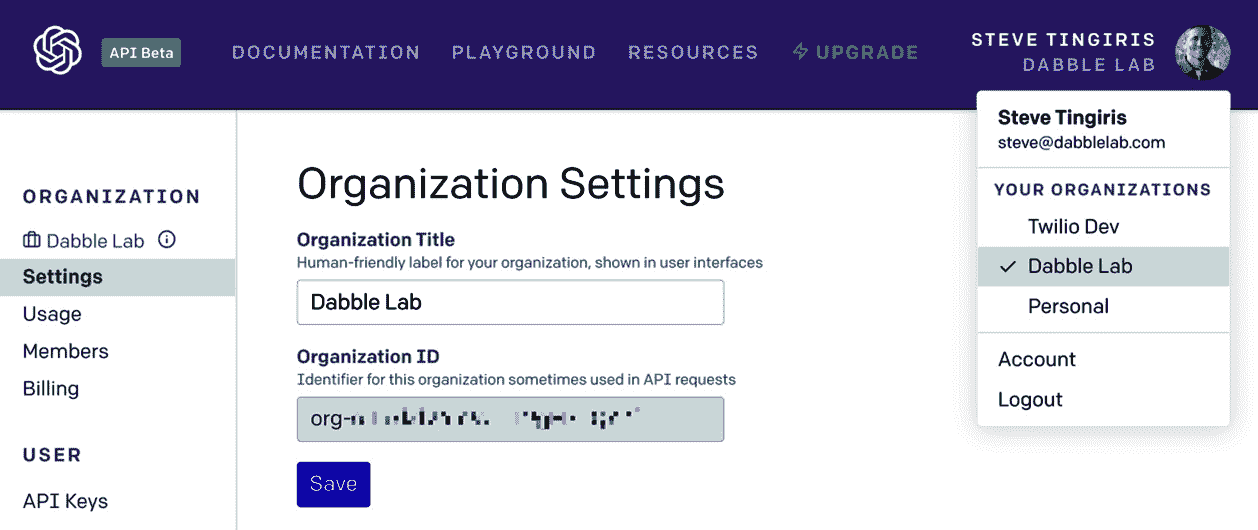 API Beta
DOCUMENTATION
PLAYGROUND
RESOURCES
UPGRADE
STEVE TINGIRIS
DABBLE LAB
Steve Tingiris
steve@dabblelab.com
YOUR ORGANIZATIONS
Twilio Dev
Dabble Lab
Personal
Account
Logout
ORGANIZATION
Dabble Lab
Settings
Usage
Members
Billing
USER
API Keys
Organization Settings
Organization Title
Human-friendly label for your organization, shown in user interfaces
Dabble Lab
Organization ID
Identifier for this organization sometimes used in API requests
org-
Save